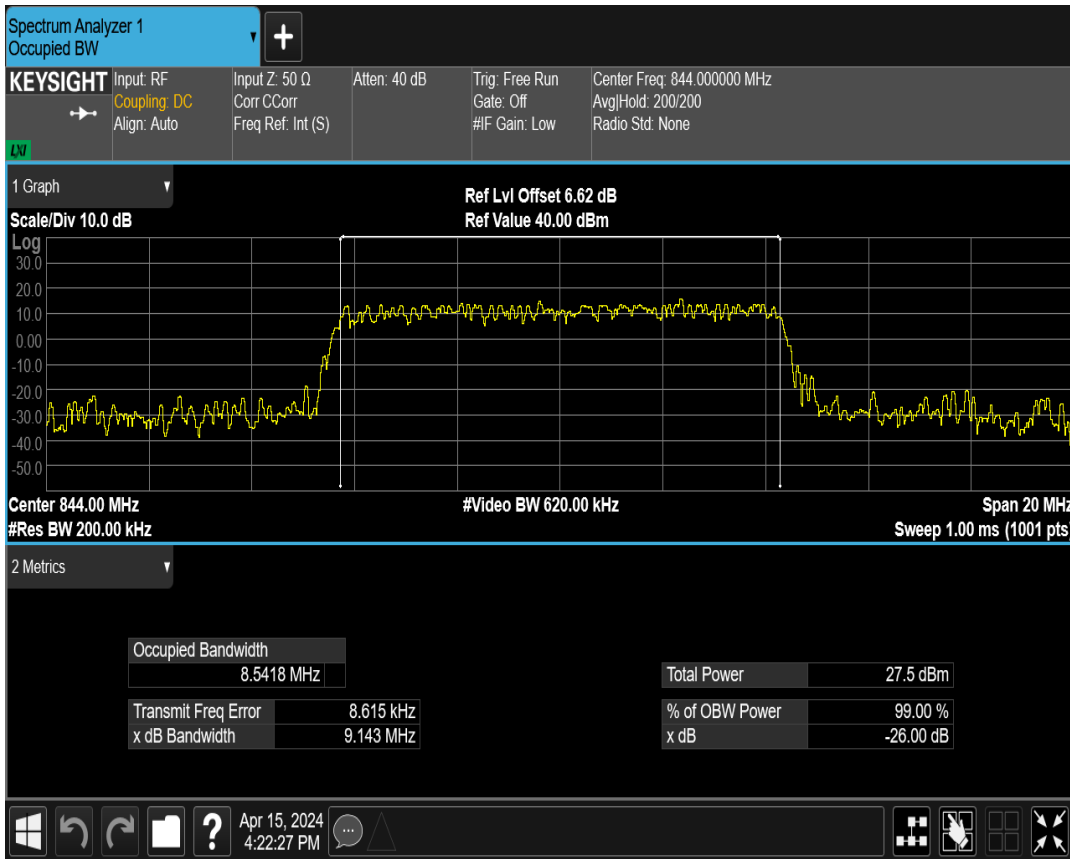 Spectrum Analyzer 1
Occupied BW
KEYSIGHT
LXI
Input: RF
Coupling: DC
Align: Auto
Input Z: 50 Ω
Corr CCorr
Freq Ref: Int (S)
Atten: 40 dB
Trig: Free Run
Gate: Off
#IF Gain: Low
Center Freq: 844.000000 MHz
Avg|Hold: 200/200
Radio Std: None
1 Graph
Scale/Div 10.0 dB
Ref Lvl Offset 6.62 dB
Ref Value 40.00 dBm
Log
30.0
20.0
10.0
0.00
-10.0
-20.0
-30.0
-40.0
-50.0
Center 844.00 MHz
#Res BW 200.00 kHz
#Video BW 620.00 kHz
Span 20 MHz
Sweep 1.00 ms (1001 pts)
2 Metrics
Occupied Bandwidth
8.5418 MHz
Transmit Freq Error 8.615 kHz
x dB Bandwidth 9.143 MHz
Total Power 27.5 dBm
% of OBW Power 99.00 %
x dB -26.00 dB
?
Apr 15, 2024
4:22:27 PM